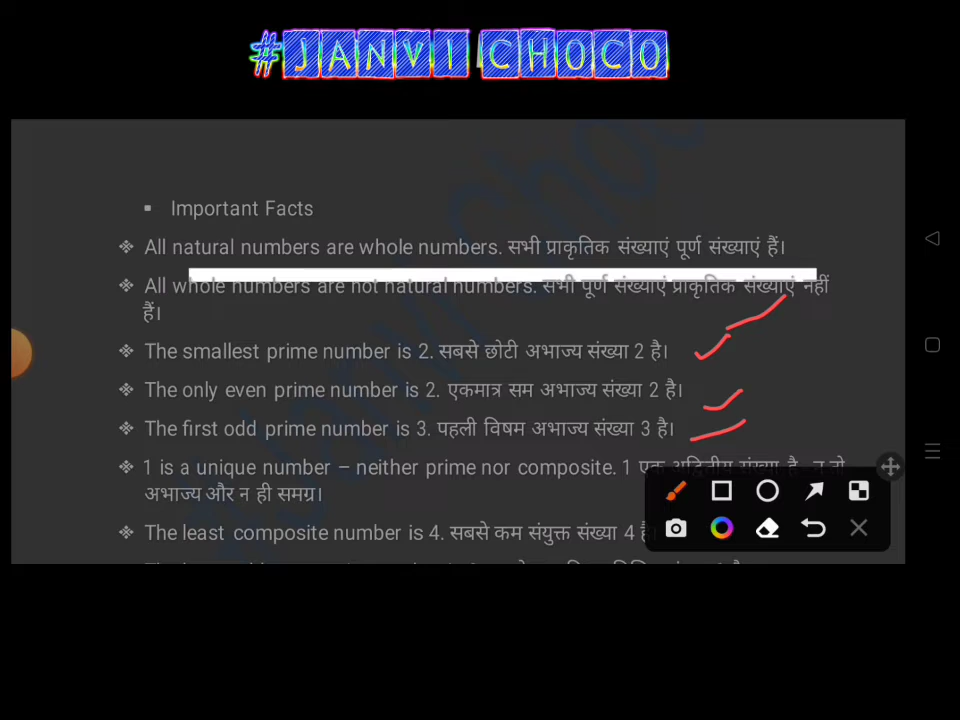 #JANVI CHOCO
▪ Important Facts
❖ All natural numbers are whole numbers. सभी प्राकृतिक संख्याएं पूर्ण संख्याएं हैं।
❖ All whole numbers are not natural numbers. सभी पूर्ण संख्याएं प्राकृतिक संख्याएं नहीं
हैं।
❖ The smallest prime number is 2. सबसे छोटी अभाज्य संख्या 2 है।
❖ The only even prime number is 2. एकमात्र सम अभाज्य संख्या 2 है।
❖ The first odd prime number is 3. पहली विषम अभाज्य संख्या 3 है।
❖ 1 is a unique number – neither prime nor composite. 1 एक अद्वितीय संख्या है
अभाज्य और न ही समग्र।
❖ The least composite number is 4. सबसे कम संयुक्त संख्या 4 है